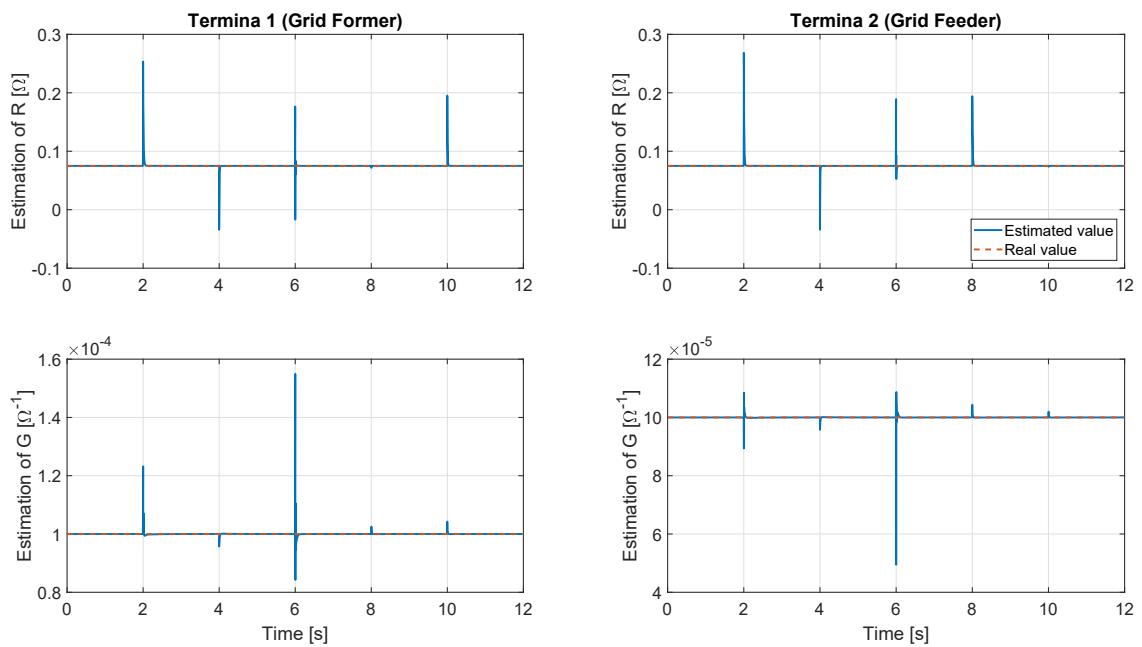 Termina 1 (Grid Former)
Estimation of R [Ω]
0.3
0.2
0.1
0
-0.1
0 2 4 6 8 10 12
Termina 2 (Grid Feeder)
Estimation of R [Ω]
0.3
0.2
0.1
0
-0.1
0 2 4 6 8 10 12
Estimated value
Real value
×10-4
Estimation of G [Ω-1]
1.6
1.4
1.2
1
0.8
0 2 4 6 8 10 12
Time [s]
×10-5
Estimation of G [Ω-1]
12
10
8
6
4
0 2 4 6 8 10 12
Time [s]